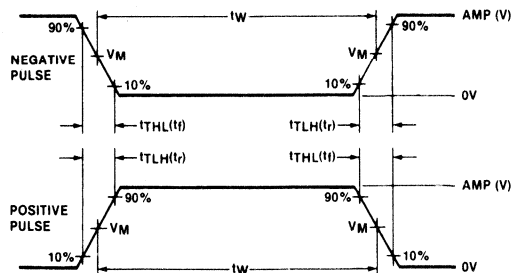 tW
AMP (V)
90%
90%
NEGATIVE
PULSE
VM
VM
10%
10%
0V
tTHL(tf)
tTLH(tr)
tTLH(tr)
tTHL(tf)
AMP (V)
90%
90%
POSITIVE
PULSE
VM
VM
10%
10%
0V
tW